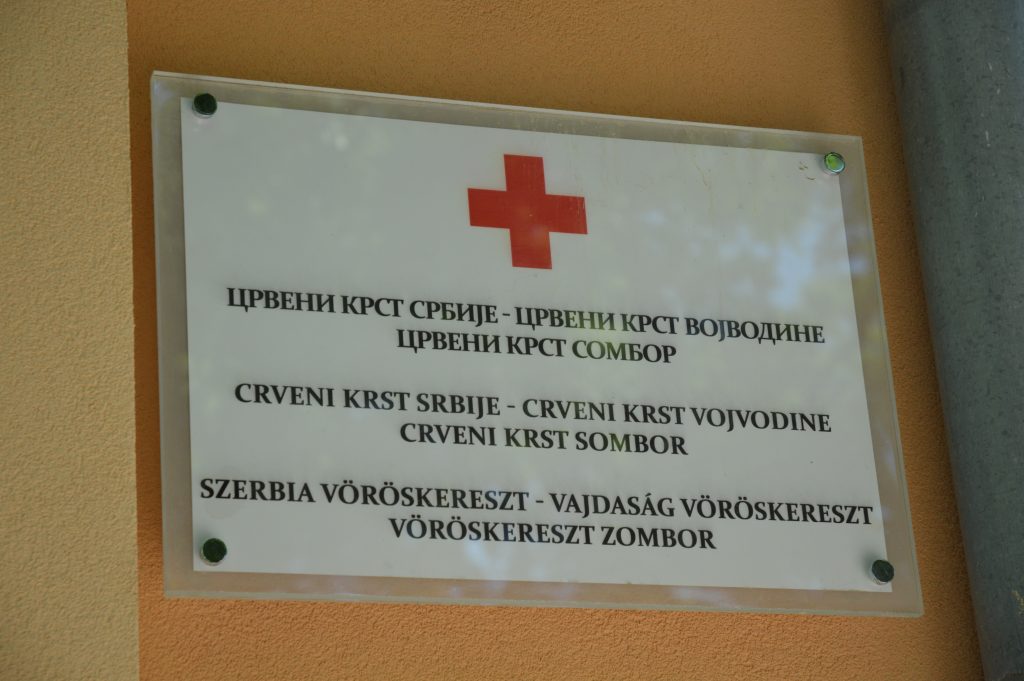 ЦРВЕНИ КРСТ СРБИЈЕ - ЦРВЕНИ КРСТ ВОЈВОДИНЕ
ЦРВЕНИ КРСТ СОМБОР
CRVENI KRST SRBIJE - CRVENI KRST VOJVODINE
CRVENI KRST SOMBOR
SZERBIA VÖRÖSKERESZT - VAJDASÁG VÖRÖSKERESZT
VÖRÖSKERESZT ZOMBOR